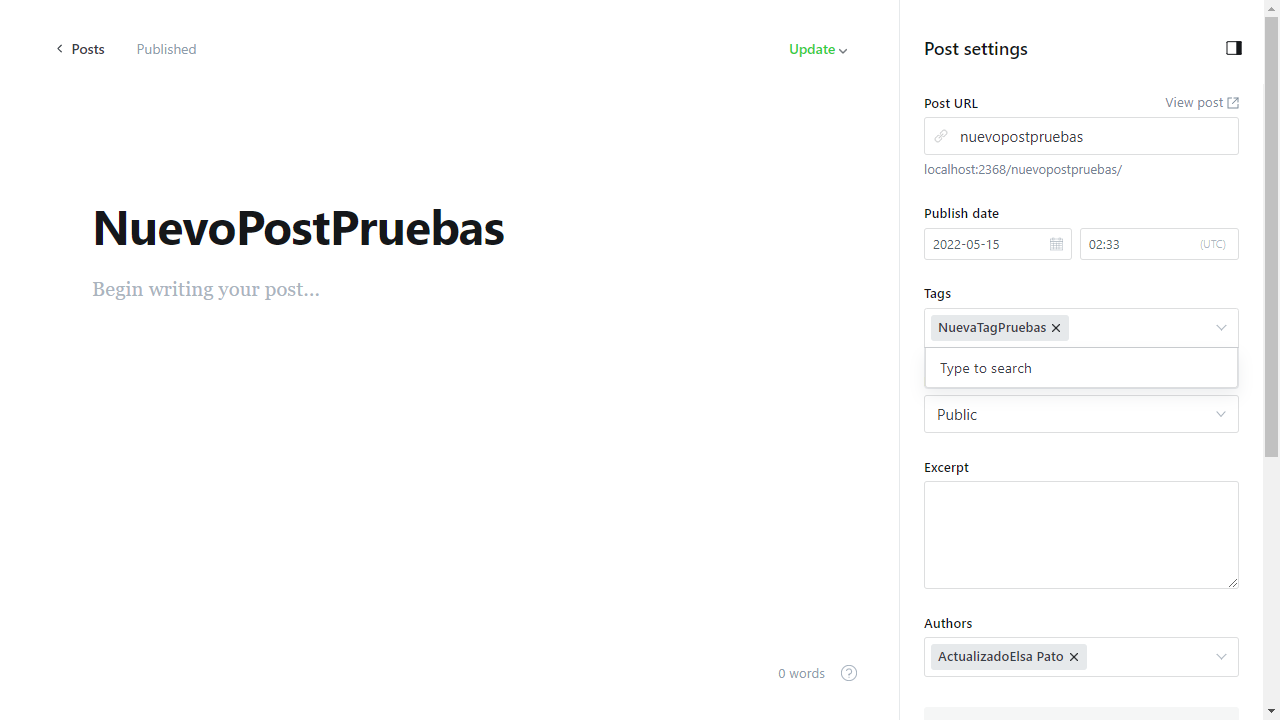 Posts
Published
Update
NuevoPostPruebas
Begin writing your post...
0 words
?
Post settings
Post URL
View post
nuevopostpruebas
localhost:2368/nuevopostpruebas/
Publish date
2022-05-15
02:33
(UTC)
Tags
NuevaTagPruebas
Type to search
Public
Excerpt
Authors
ActualizadoElsa Pato